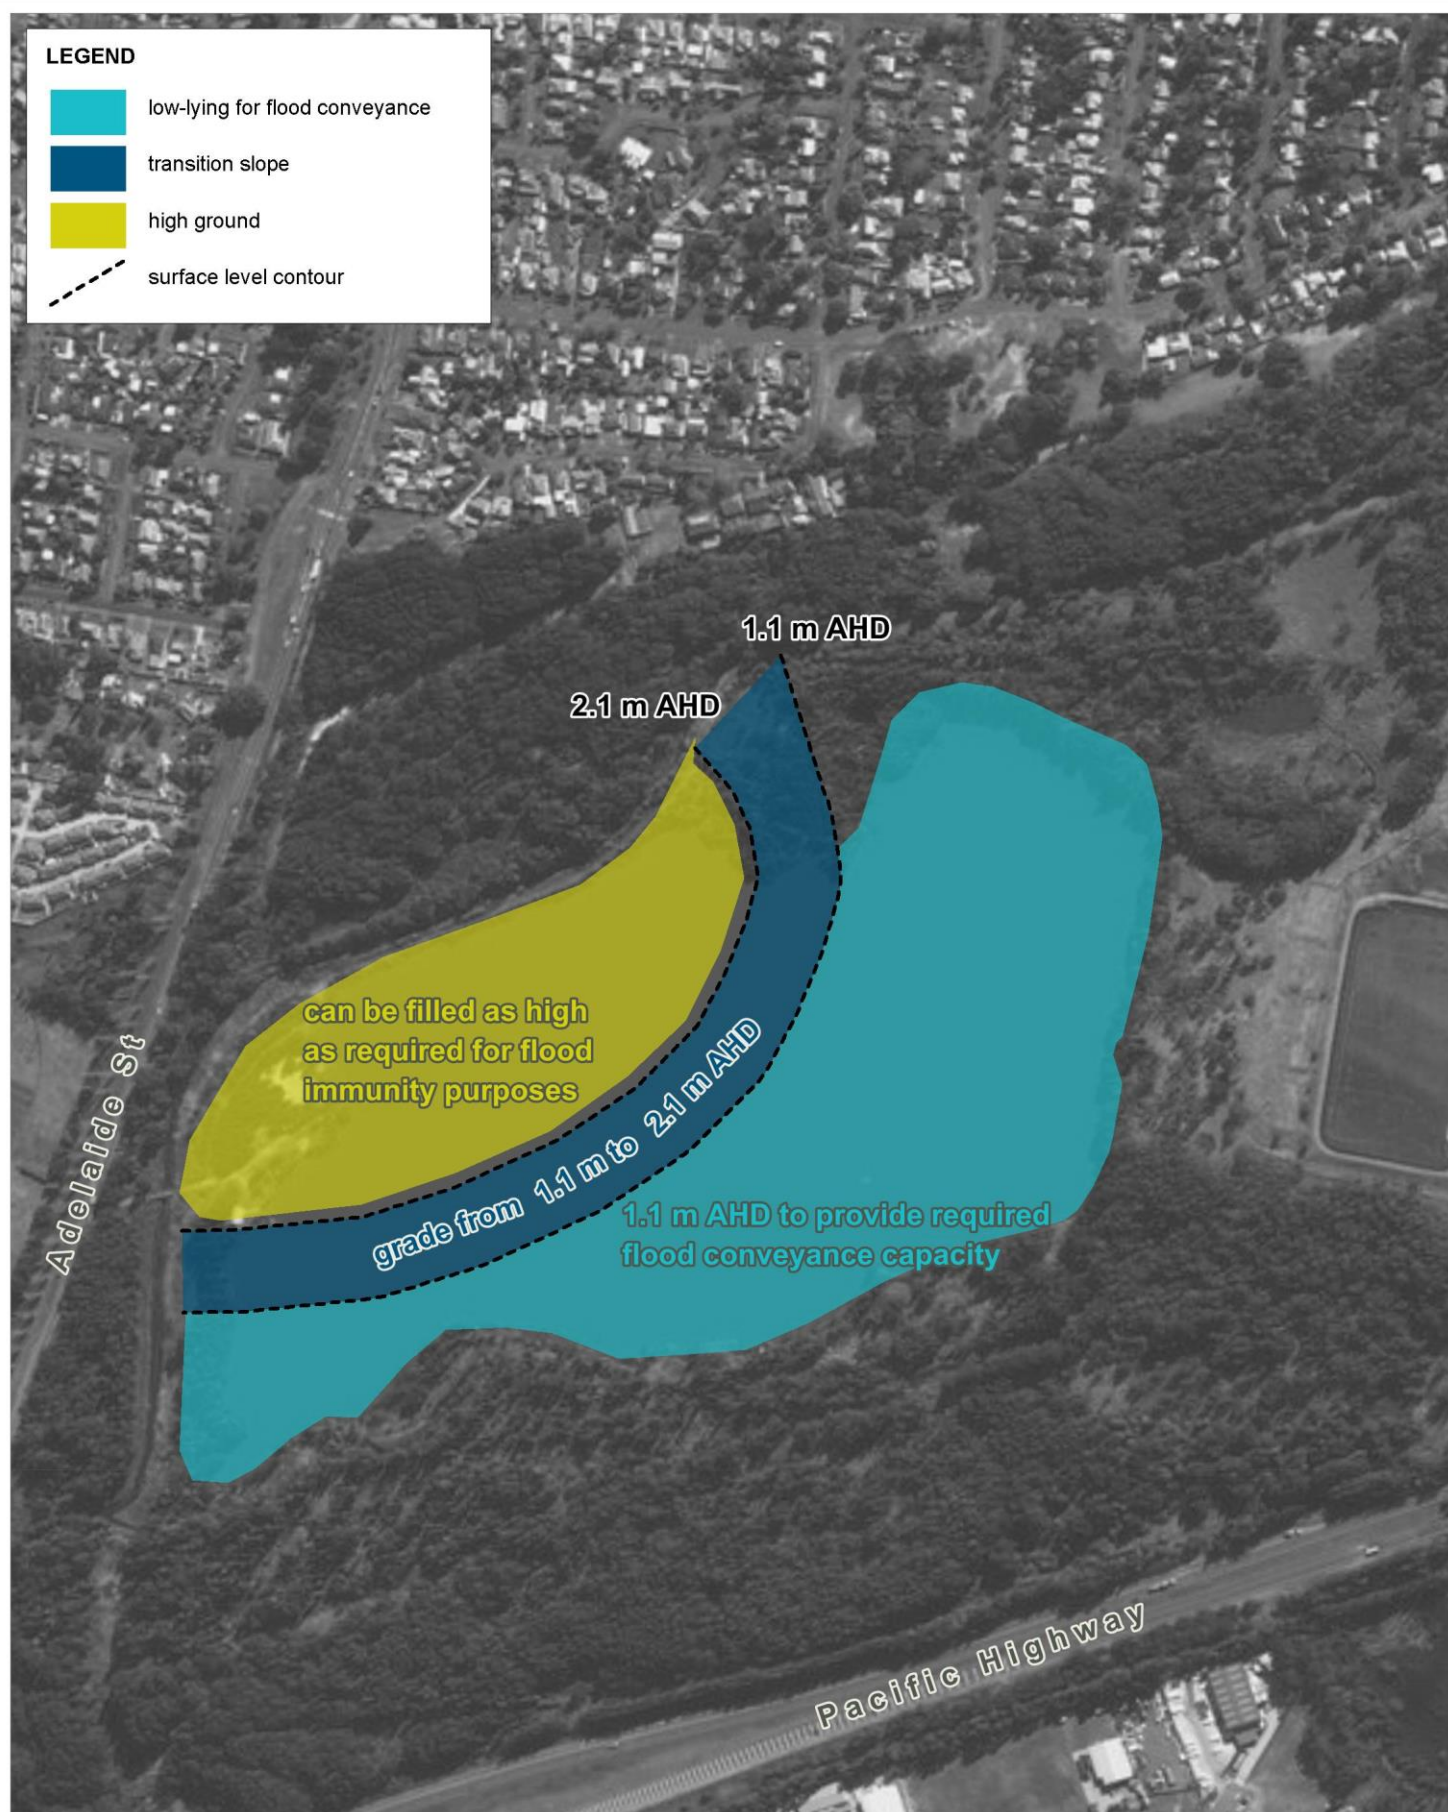 LEGEND
low-lying for flood conveyance
transition slope
high ground
surface level contour
1.1 m AHD
2.1 m AHD
can be filled as high
as required for flood
immunity purposes
grade from 1.1 m to 2.1 m AHD
Adelaide St
1.1 m AHD to provide required
flood conveyance capacity
Pacific Highway